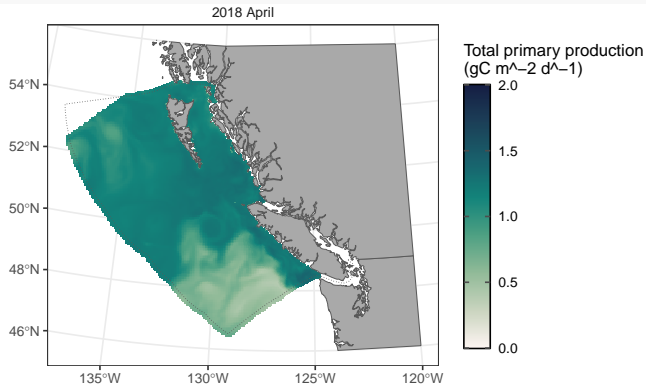 2018 April
54°N
52°N
50°N
48°N
46°N
135°W
130°W
125°W
120°W
Total primary production
(gC m^−2 d^−1)
2.0
1.5
1.0
0.5
0.0